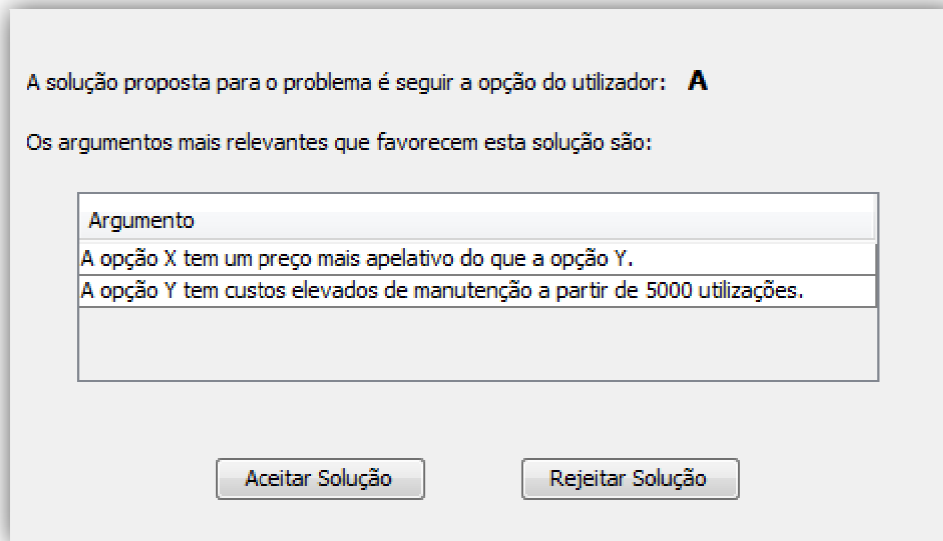 A solução proposta para o problema é seguir a opção do utilizador: A
Os argumentos mais relevantes que favorecem esta solução são:
Argumento
A opção X tem um preço mais apelativo do que a opção Y.
A opção Y tem custos elevados de manutenção a partir de 5000 utilizações.
Aceitar Solução Rejeitar Solução